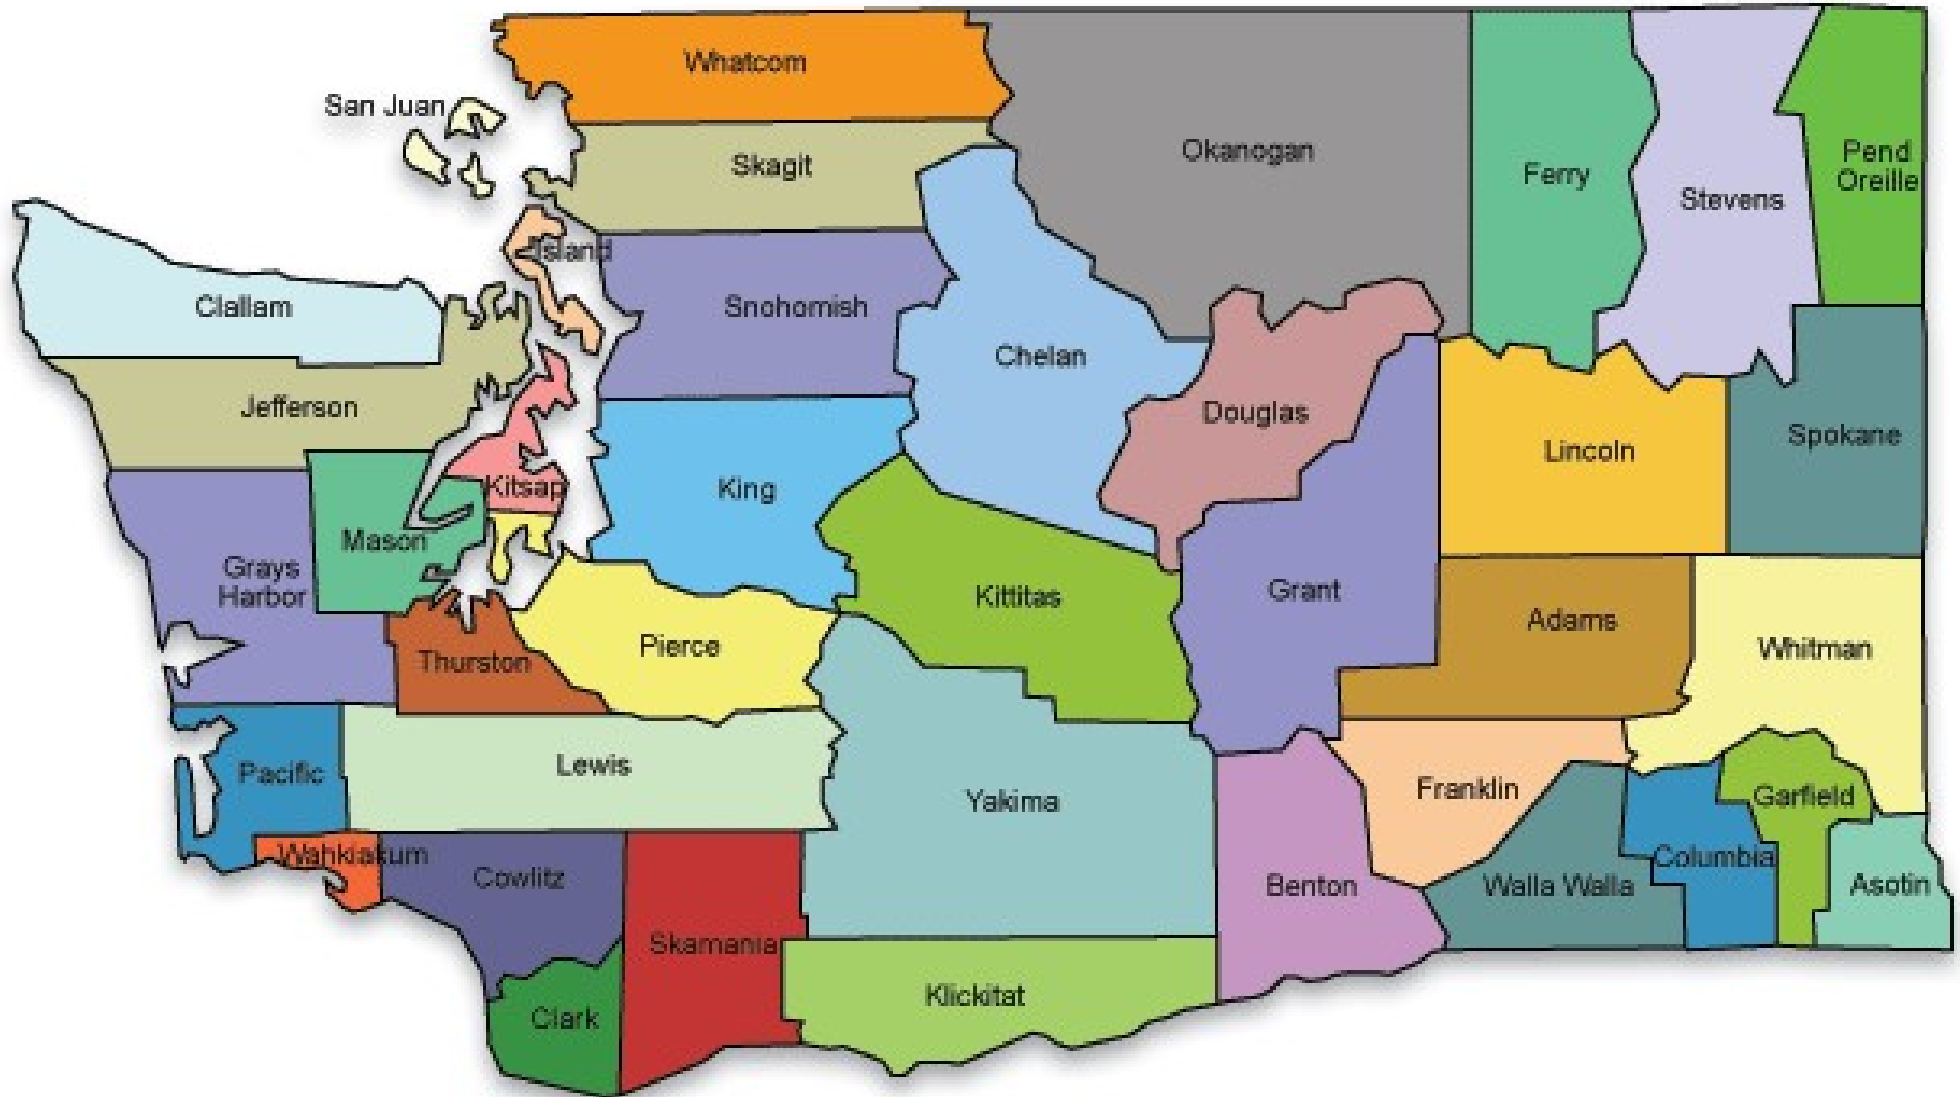 Whatcom
San Juan
Skagit
Okanogan
Ferry
Stevens
Pend
Oreille
Island
Clallam
Snohomish
Chelan
Jefferson
Douglas
Lincoln
Spokane
King
Kitsap
Mason
Grays
Harbor
Kittitas
Grant
Adams
Whitman
Pierce
Thurston
Lewis
Pacific
Yakima
Franklin
Garfield
Wahkiakum
Cowlitz
Benton
Walla Walla
Columbia
Asotin
Skamania
Klickitat
Clark